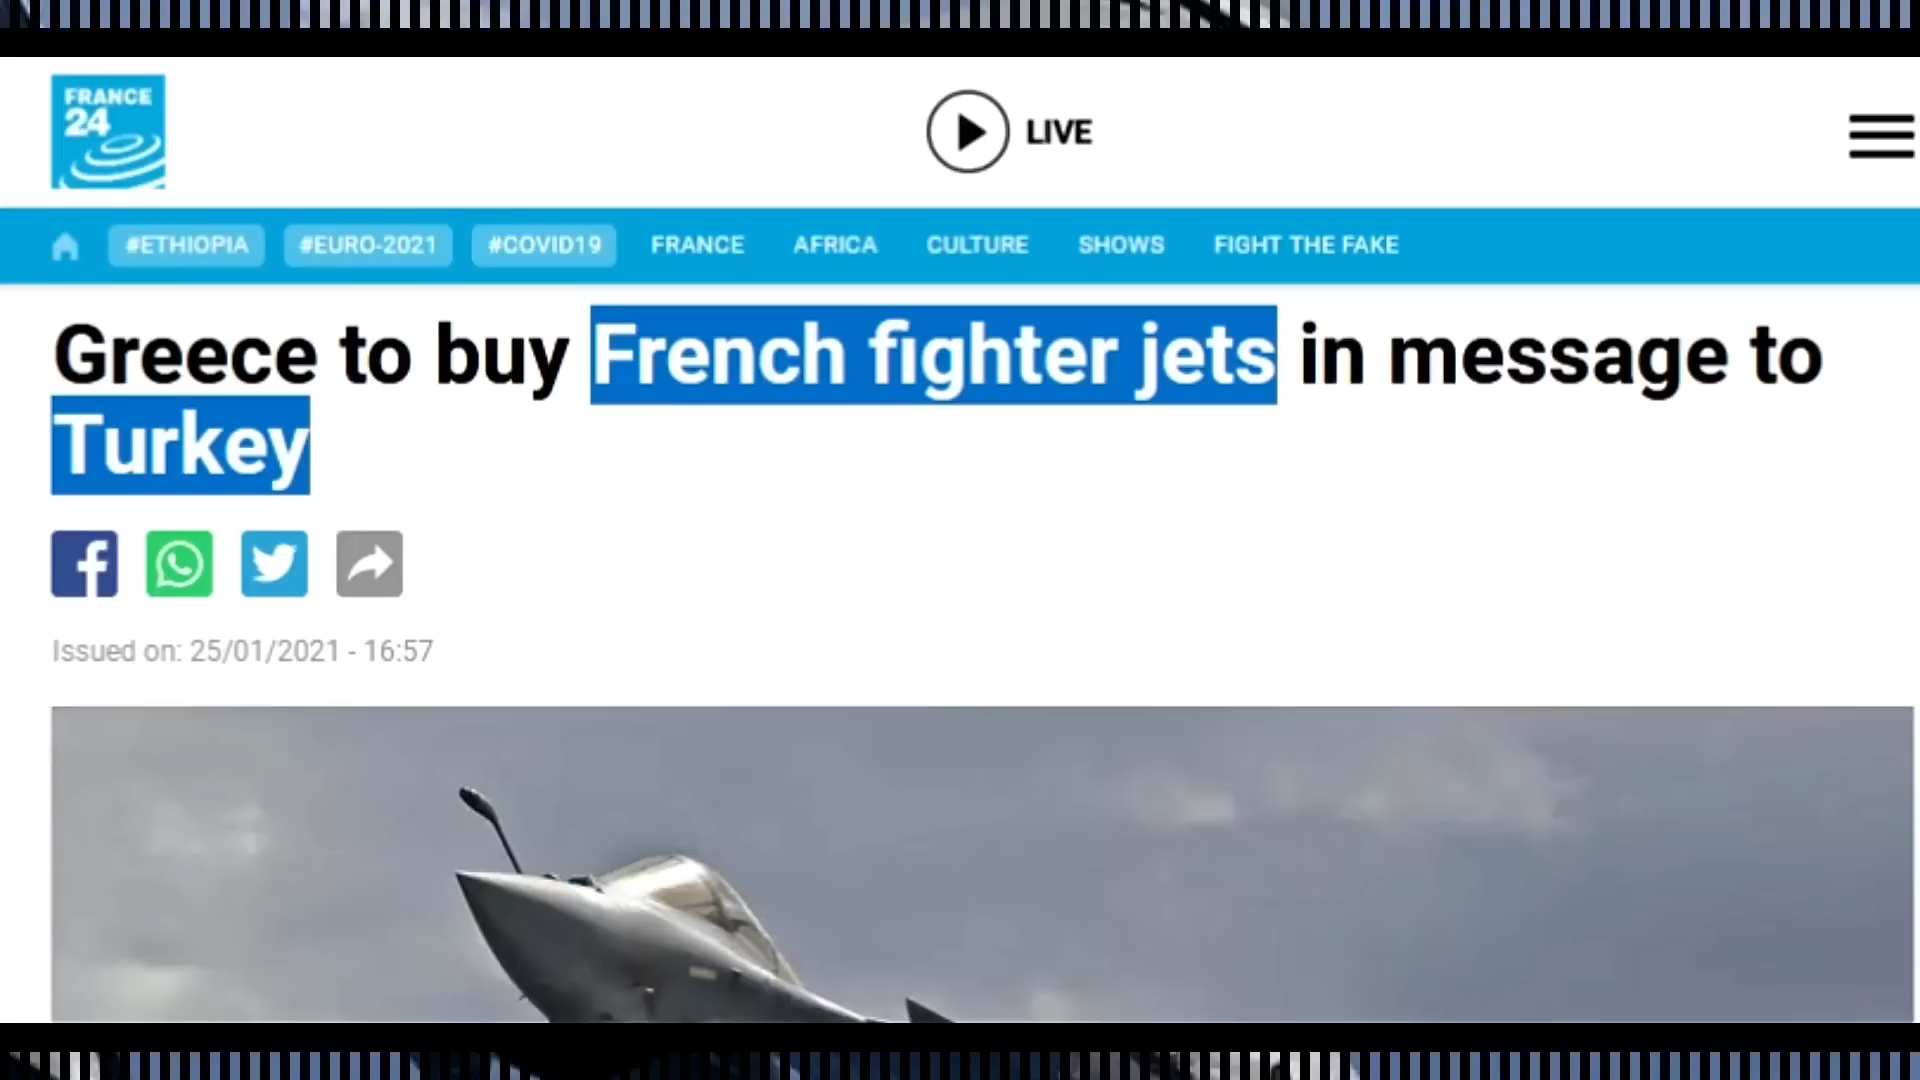 FRANCE
24
LIVE
#ETHIOPIA #EURO-2021 #COVID19 FRANCE AFRICA CULTURE SHOWS FIGHT THE FAKE
Greece to buy French fighter jets in message to
Turkey
Issued on: 25/01/2021 - 16:57